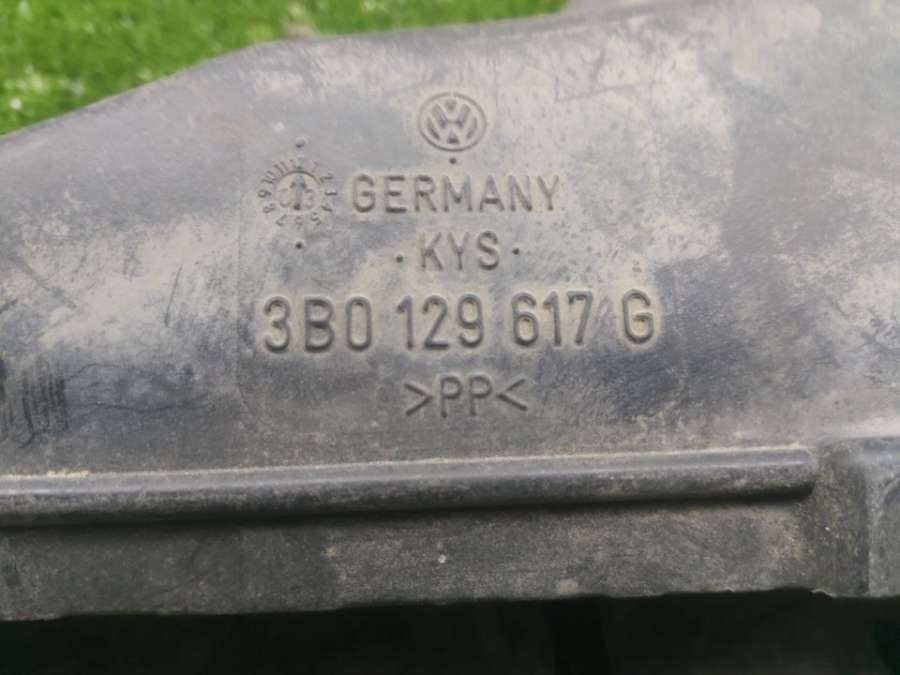 GERMANY
· KYS ·
3B0 129 617 G
>PP<